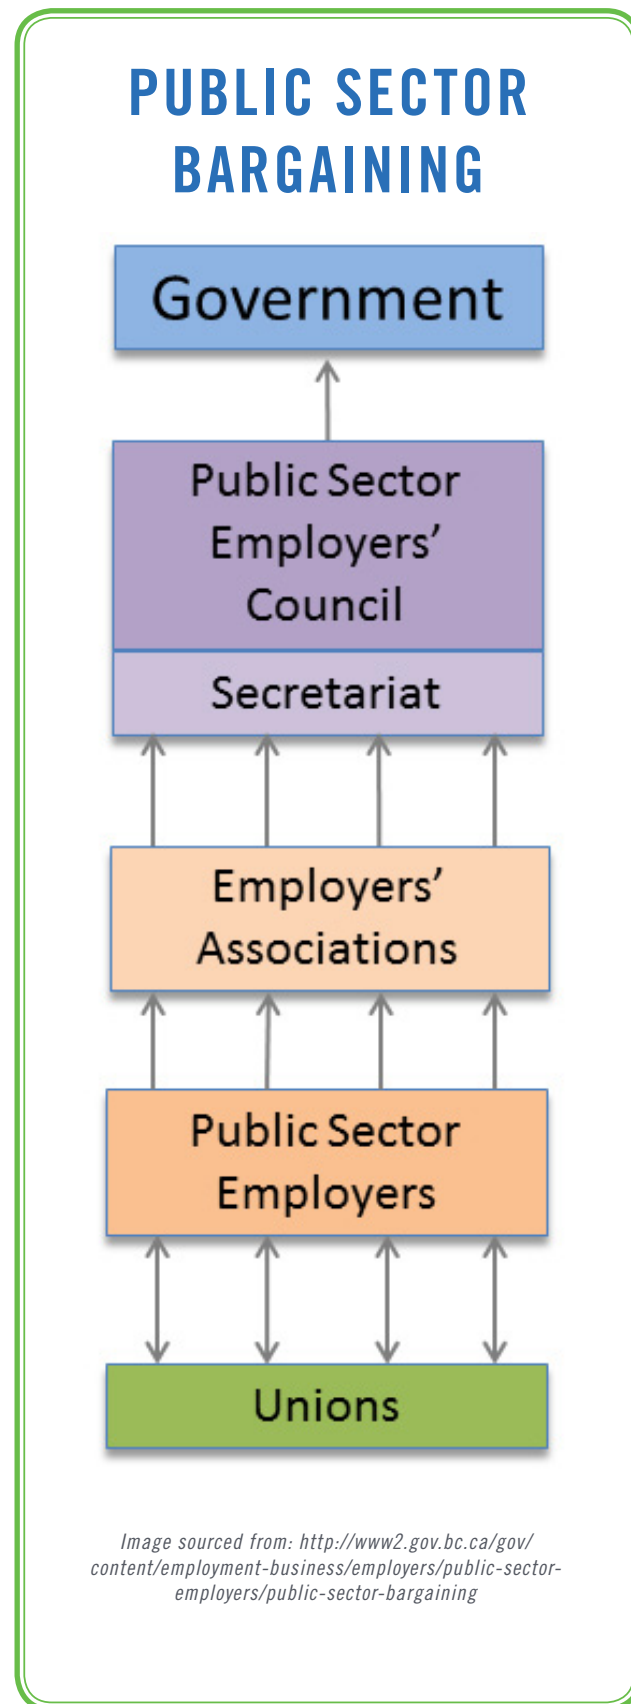 PUBLIC SECTOR
BARGAINING
Government
Public Sector
Employers’
Council
Secretariat
Employers’
Associations
Public Sector
Employers
Unions
Image sourced from: http://www2.gov.bc.ca/gov/
content/employment-business/employers/public-sector-
employers/public-sector-bargaining